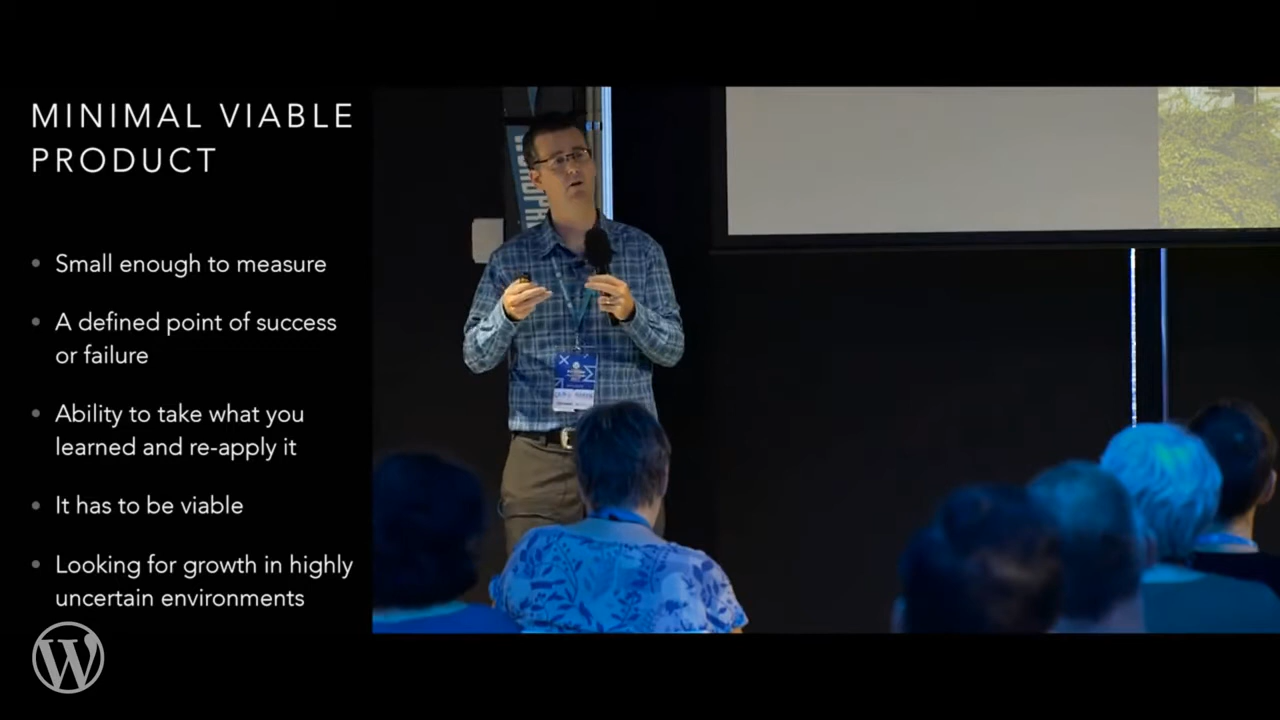 MINIMAL VIABLE
PRODUCT
Small enough to measure
A defined point of success
or failure
Ability to take what you
learned and re-apply it
It has to be viable
Looking for growth in highly
uncertain environments